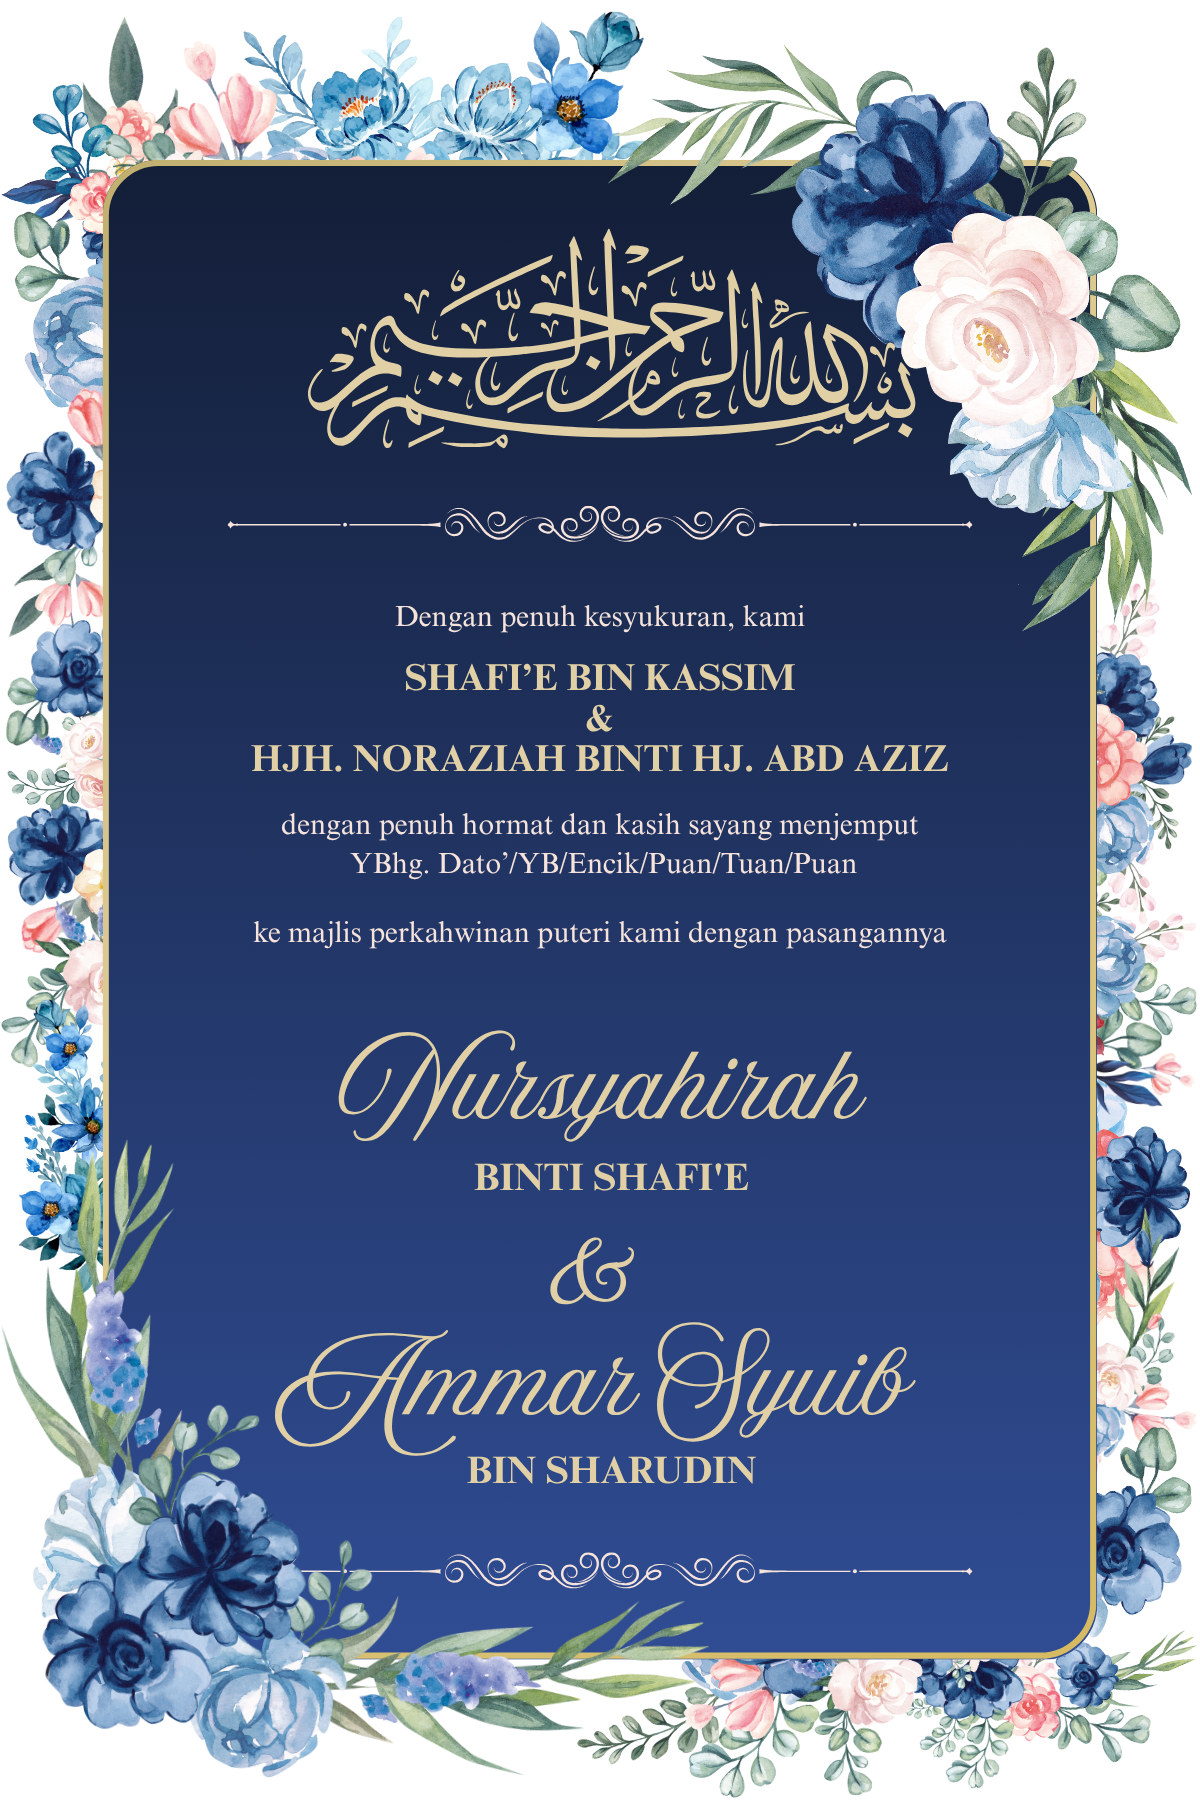 بسم الله الرحمن الرحيم
Dengan penuh kesyukuran, kami
SHAFI’E BIN KASSIM
&
HJH. NORAZIAH BINTI HJ. ABD AZIZ
dengan penuh hormat dan kasih sayang menjemput
YBhg. Dato’/YB/Encik/Puan/Tuan/Puan
ke majlis perkahwinan puteri kami dengan pasangannya
Nursyahirah
BINTI SHAFI'E
&
Ammar Syuib
BIN SHARUDIN